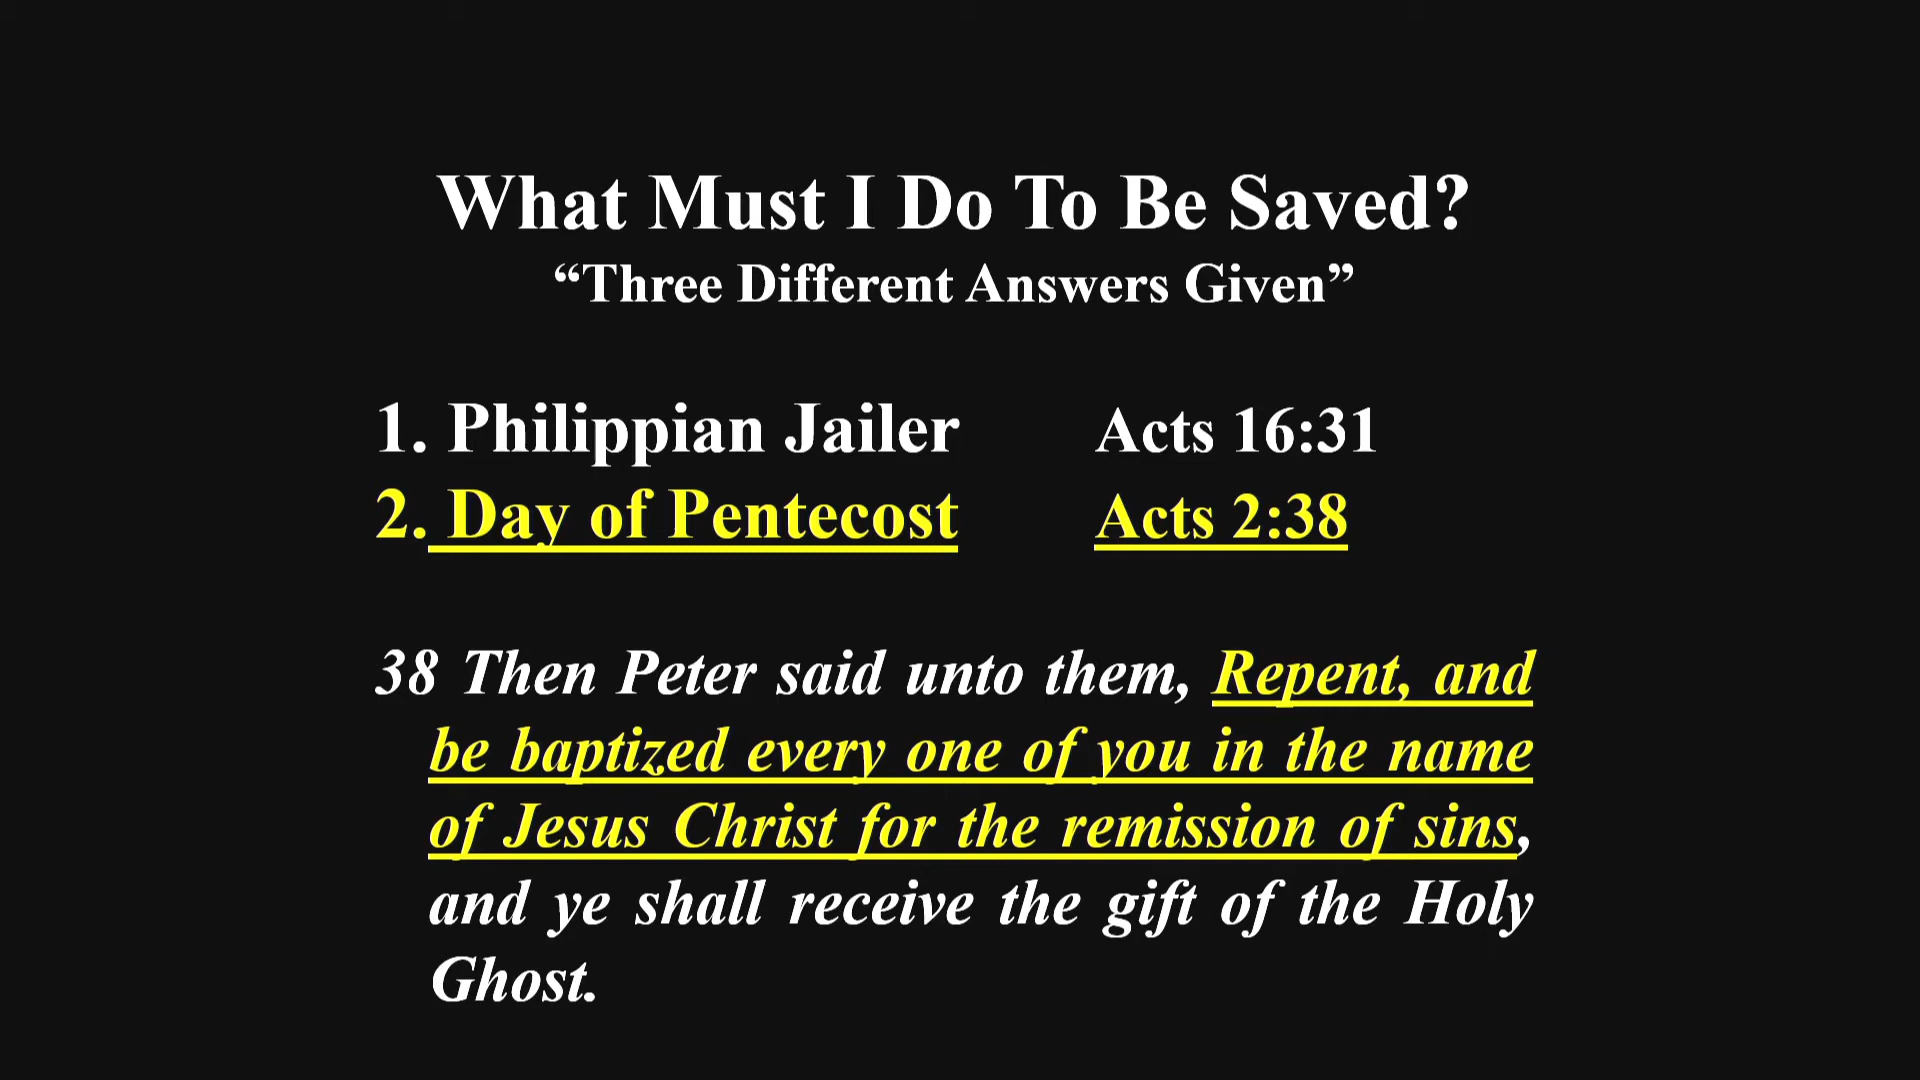 What Must I Do To Be Saved?
“Three Different Answers Given”
1. Philippian Jailer Acts 16:31
2. Day of Pentecost Acts 2:38
38 Then Peter said unto them, Repent, and
be baptized every one of you in the name
of Jesus Christ for the remission of sins,
and ye shall receive the gift of the Holy
Ghost.